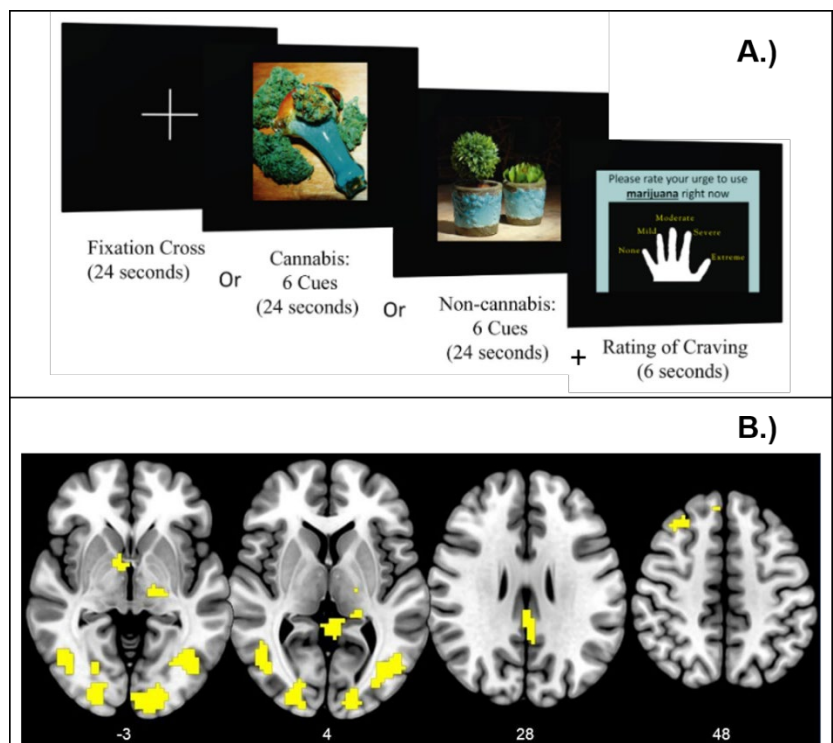 A.)
Please rate your urge to use
marijuana right now
Moderate
Mild
Severe
None
Extreme
Fixation Cross
(24 seconds)
Or
Cannabis:
6 Cues
(24 seconds)
Or
Non-cannabis:
6 Cues
(24 seconds)
+
Rating of Craving
(6 seconds)
B.)
-3
4
28
48